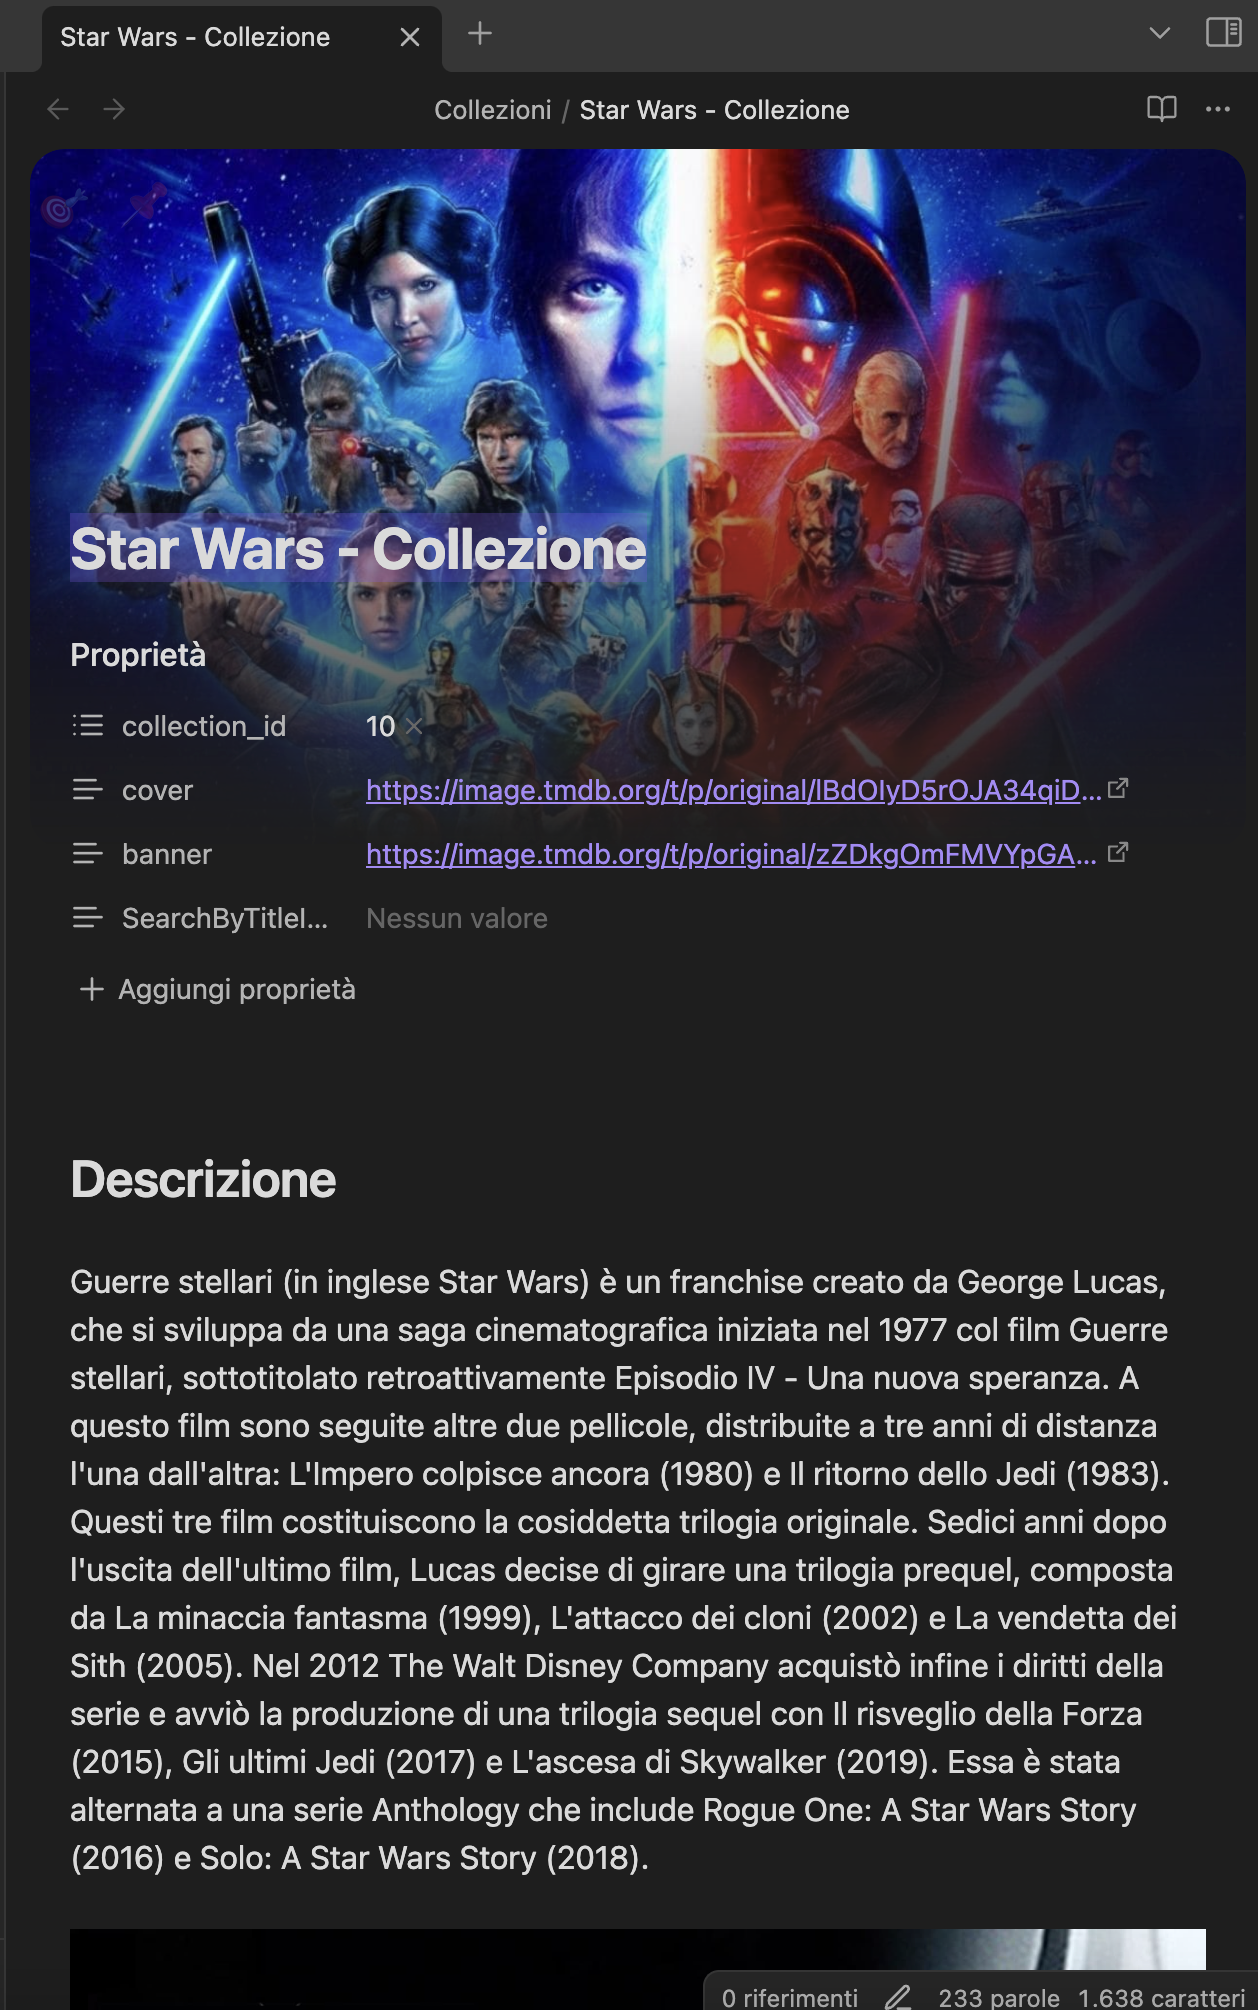 Star Wars - Collezione
Collezioni / Star Wars - Collezione
Star Wars - Collezione
Proprietà
collection_id 10
cover https://image.tmdb.org/t/p/original/lBdOIyD5rOJA34qiD...
banner https://image.tmdb.org/t/p/original/zZDkgOmFMVYpGA...
SearchByTitleI... Nessun valore
Aggiungi proprietà
Descrizione
Guerre stellari (in inglese Star Wars) è un franchise creato da George Lucas,
che si sviluppa da una saga cinematografica iniziata nel 1977 col film Guerre
stellari, sottotitolato retroattivamente Episodio IV - Una nuova speranza. A
questo film sono seguite altre due pellicole, distribuite a tre anni di distanza
l'una dall'altra: L'Impero colpisce ancora (1980) e Il ritorno dello Jedi (1983).
Questi tre film costituiscono la cosiddetta trilogia originale. Sedici anni dopo
l'uscita dell'ultimo film, Lucas decise di girare una trilogia prequel, composta
da La minaccia fantasma (1999), L'attacco dei cloni (2002) e La vendetta dei
Sith (2005). Nel 2012 The Walt Disney Company acquistò infine i diritti della
serie e avviò la produzione di una trilogia sequel con Il risveglio della Forza
(2015), Gli ultimi Jedi (2017) e L'ascesa di Skywalker (2019). Essa è stata
alternata a una serie Anthology che include Rogue One: A Star Wars Story
(2016) e Solo: A Star Wars Story (2018).
0 riferimenti 233 parole 1.638 caratteri